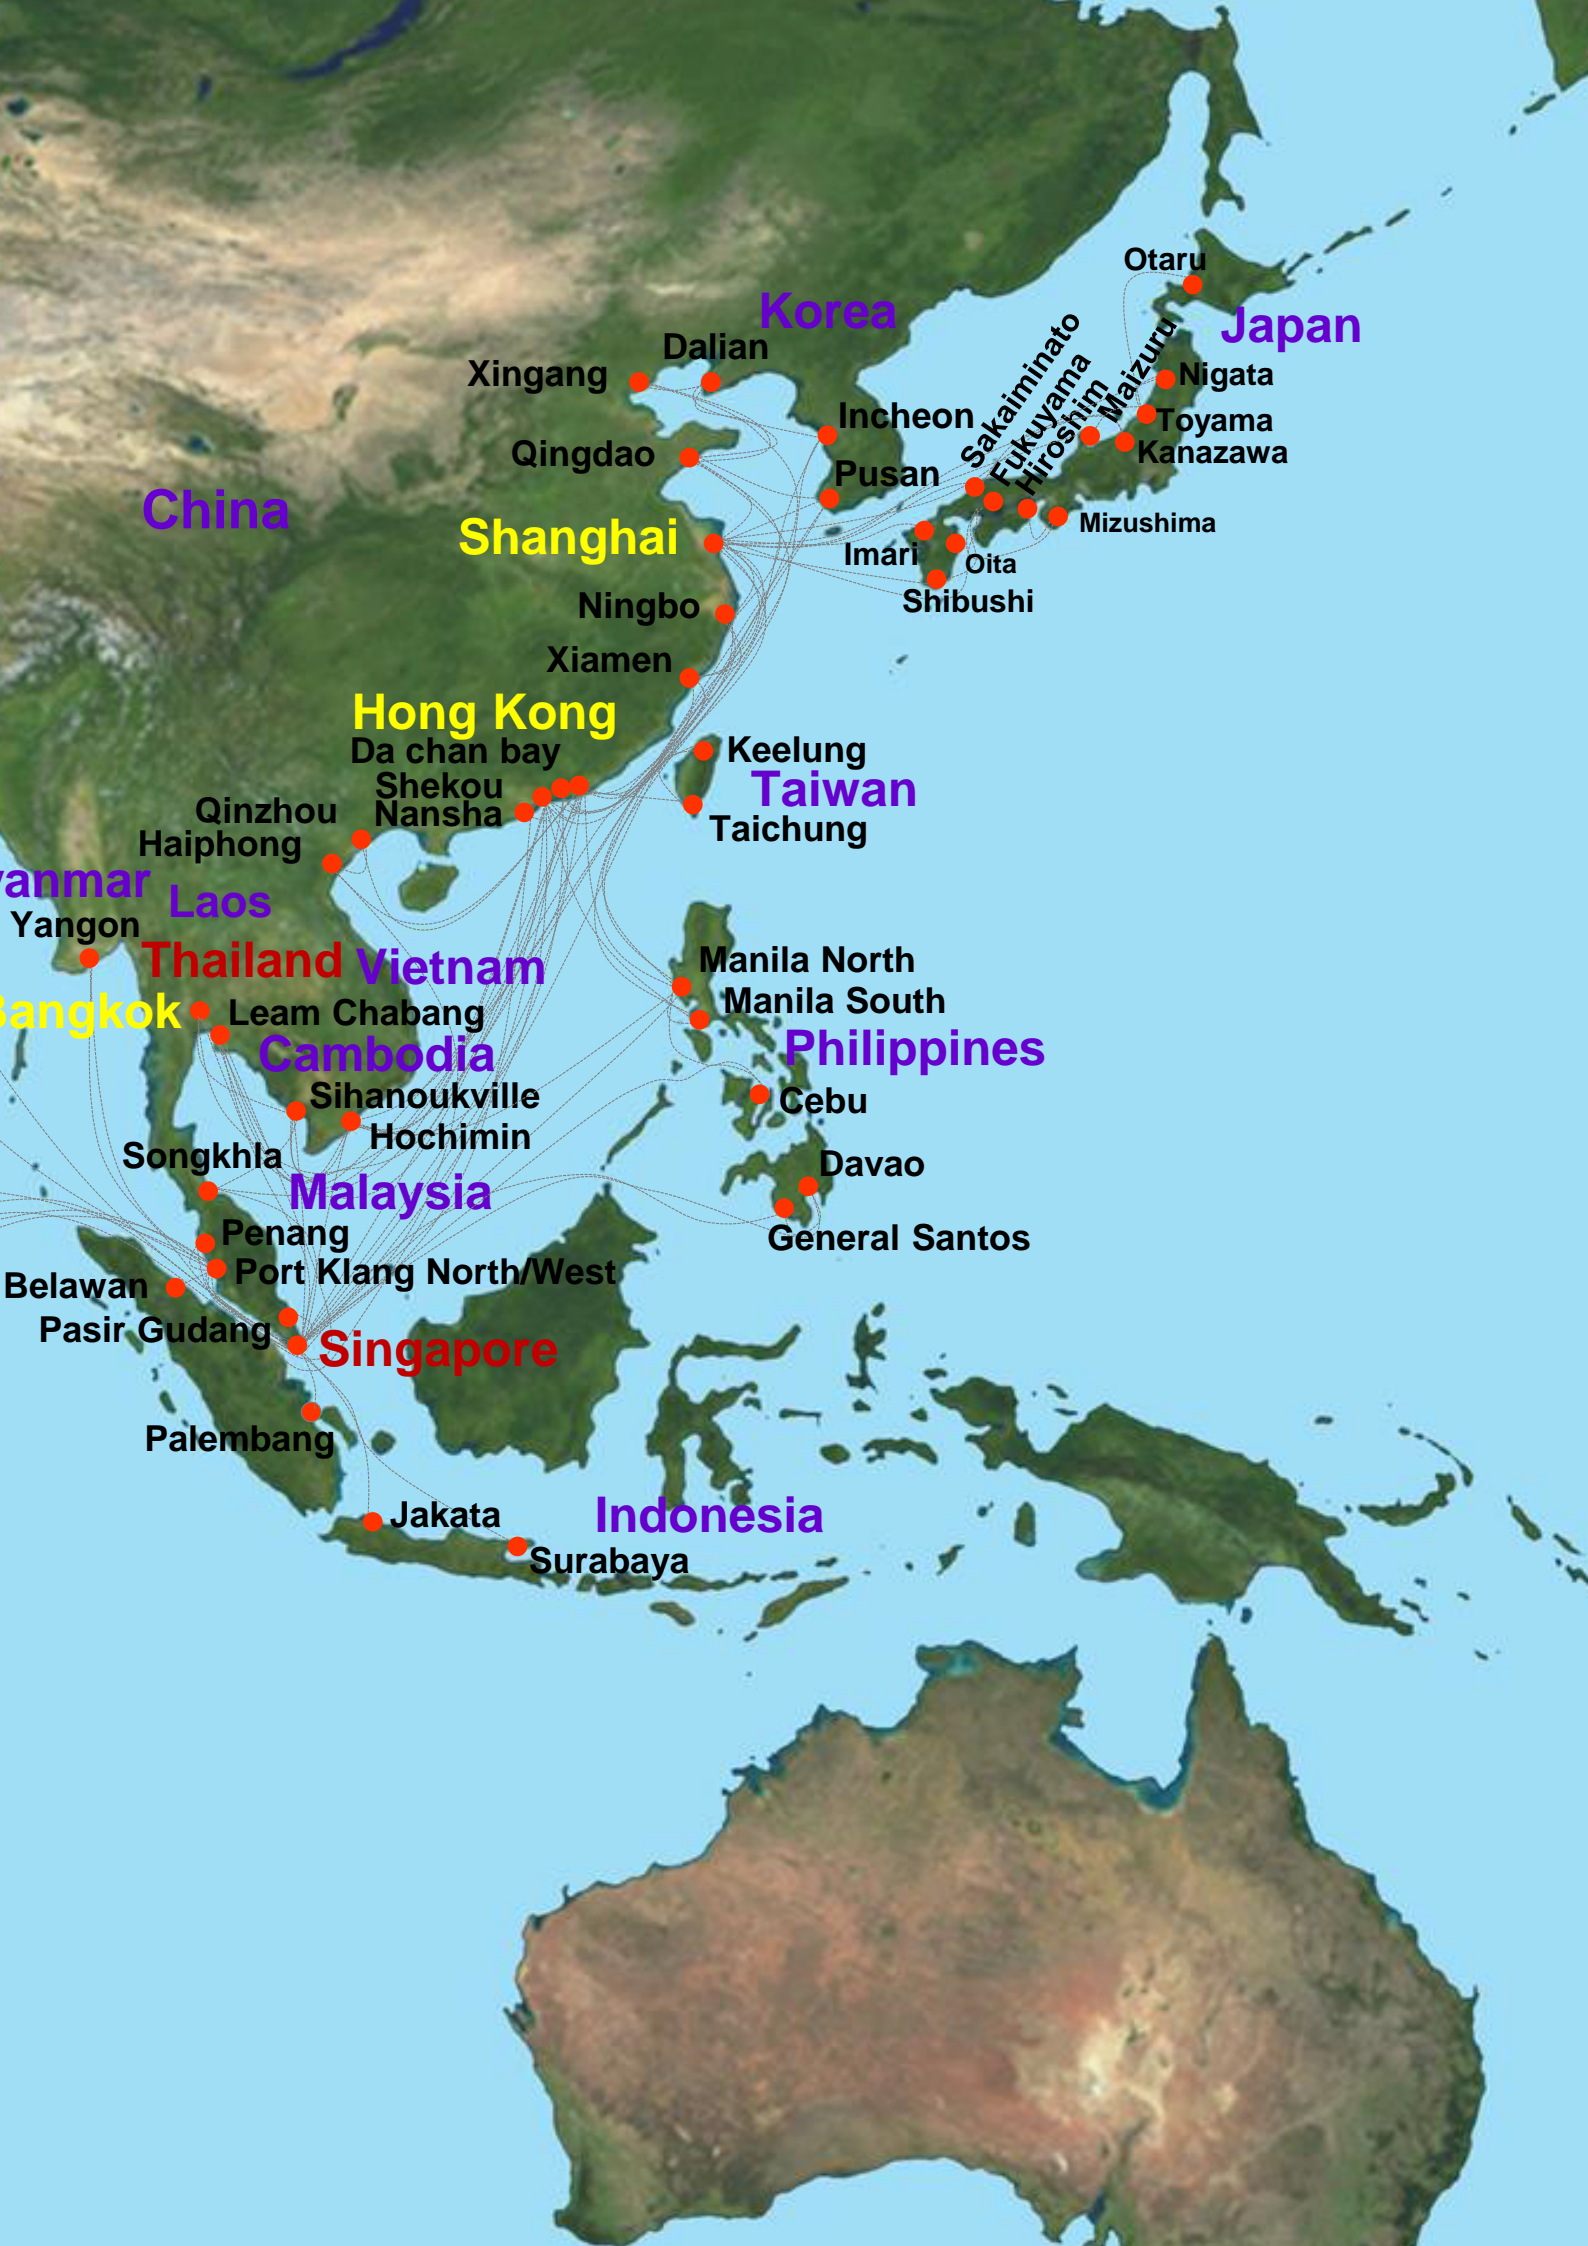 Otaru
Korea
Japan
Sakaiminato
Fukuyama
Hiroshim
Maizuru
Dalian
Xingang
Nigata
Incheon
Toyama
Qingdao
Kanazawa
Pusan
China
Shanghai
Mizushima
Imari
Oita
Shibushi
Ningbo
Xiamen
Hong Kong
Da chan bay
Keelung
Shekou
Taiwan
Qinzhou
Nansha
Taichung
Haiphong
yanmar
Laos
Yangon
Thailand
Vietnam
Manila North
Bangkok
Leam Chabang
Manila South
Cambodia
Philippines
Sihanoukville
Cebu
Hochimin
Songkhla
Davao
Malaysia
Penang
General Santos
Port Klang North/West
Belawan
Pasir Gudang
Singapore
Palembang
Jakata
Indonesia
Surabaya